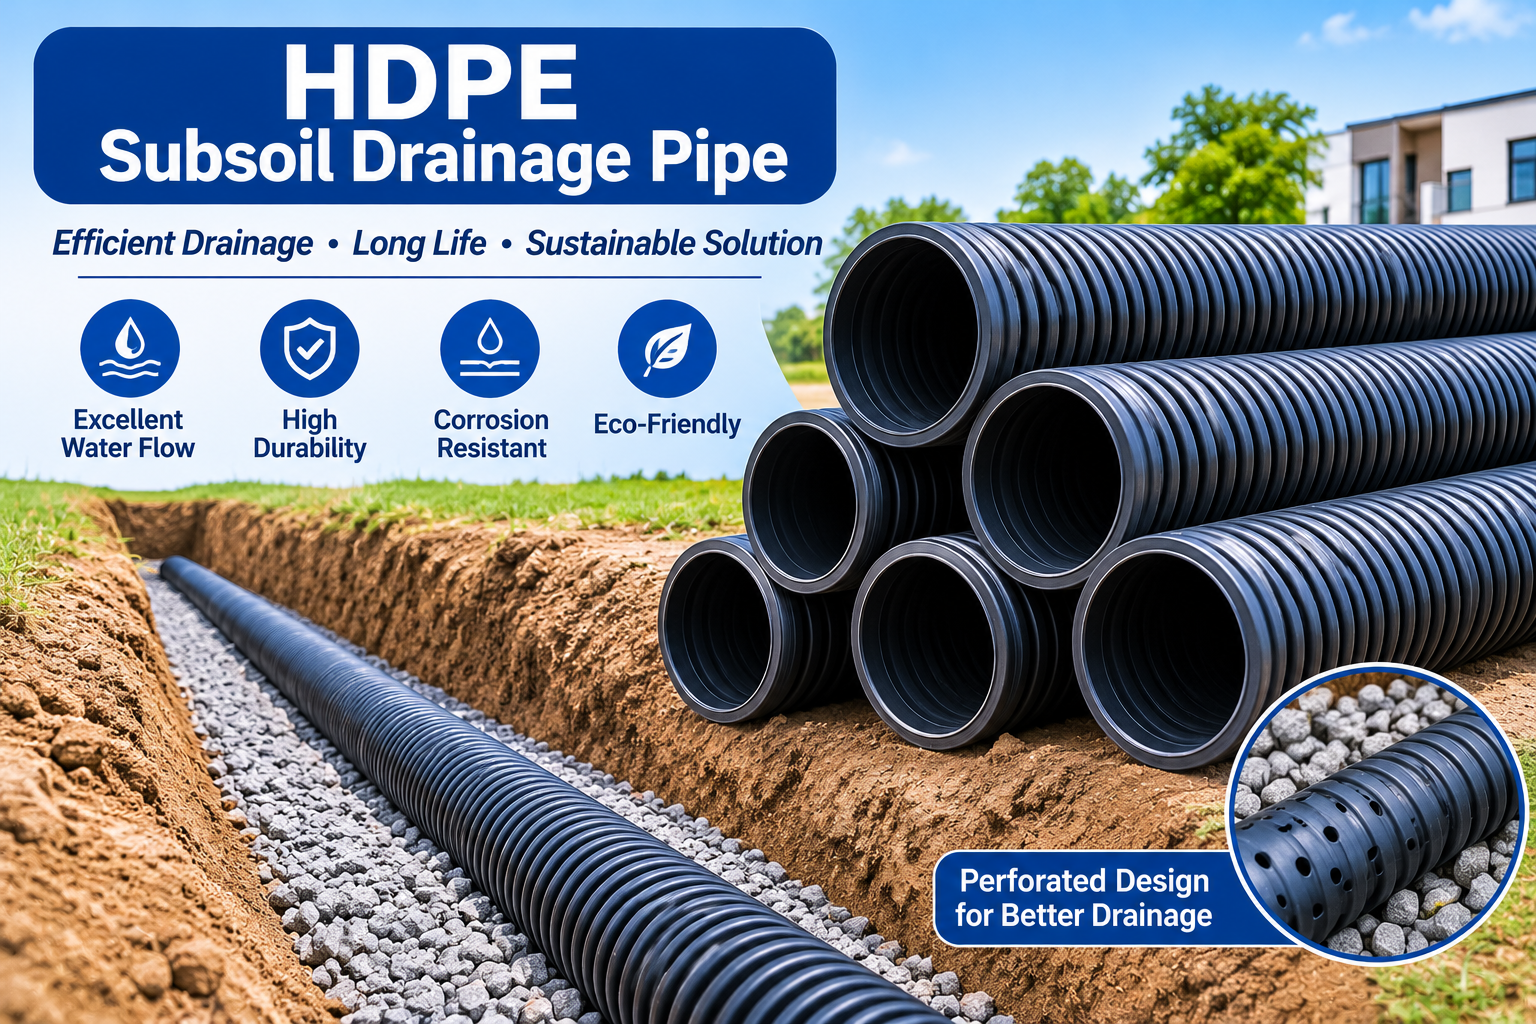 HDPE
Subsoil Drainage Pipe
Efficient Drainage • Long Life • Sustainable Solution
Excellent
Water Flow
High
Durability
Corrosion
Resistant
Eco-Friendly
Perforated Design
for Better Drainage